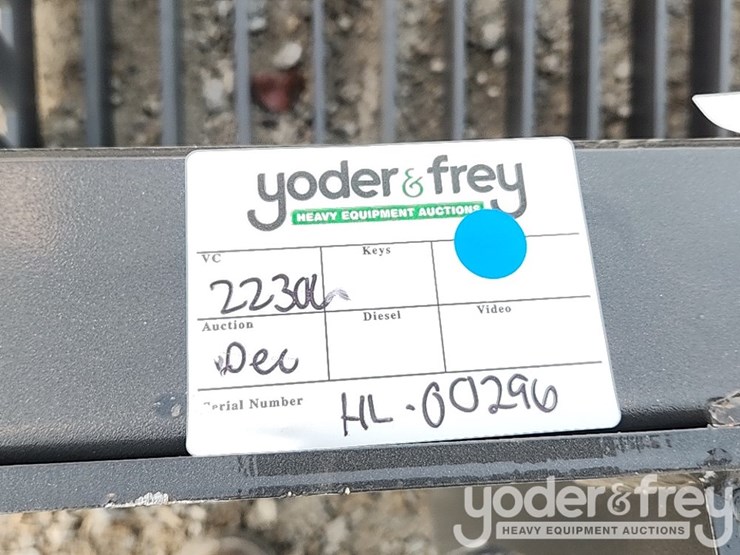 yoder & frey
HEAVY EQUIPMENT AUCTIONS
VC
Keys
Auction
Dec
Diesel
Video
Serial Number
HL-00296
yoder & frey
HEAVY EQUIPMENT AUCTIONS